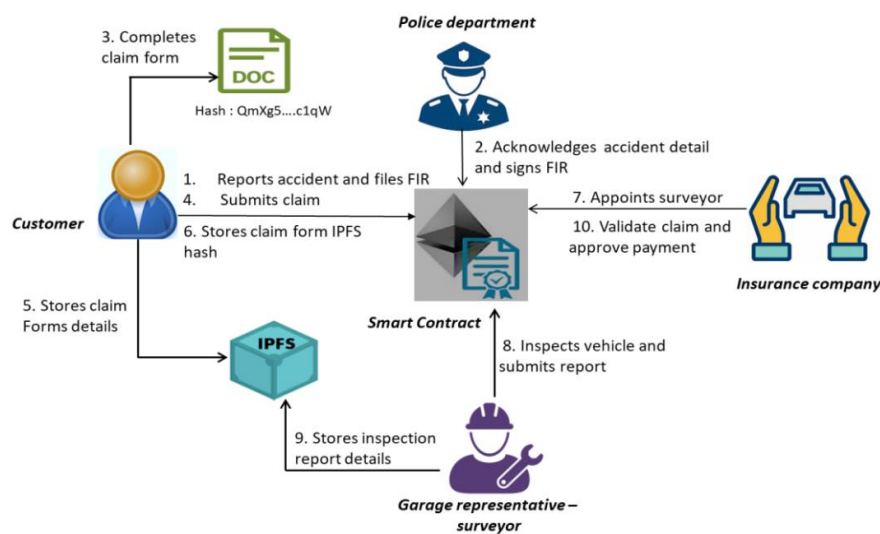 Police department
3. Completes
claim form
DOC
Hash : QmXg5....c1qW
2. Acknowledges accident detail
and signs FIR
1. Reports accident and files FIR
4. Submits claim
6. Stores claim form IPFS
hash
Customer
7. Appoints surveyor
10. Validate claim and
approve payment
Insurance company
5. Stores claim
Forms details
Smart Contract
IPFS
8. Inspects vehicle and
submits report
9. Stores inspection
report details
Garage representative –
surveyor